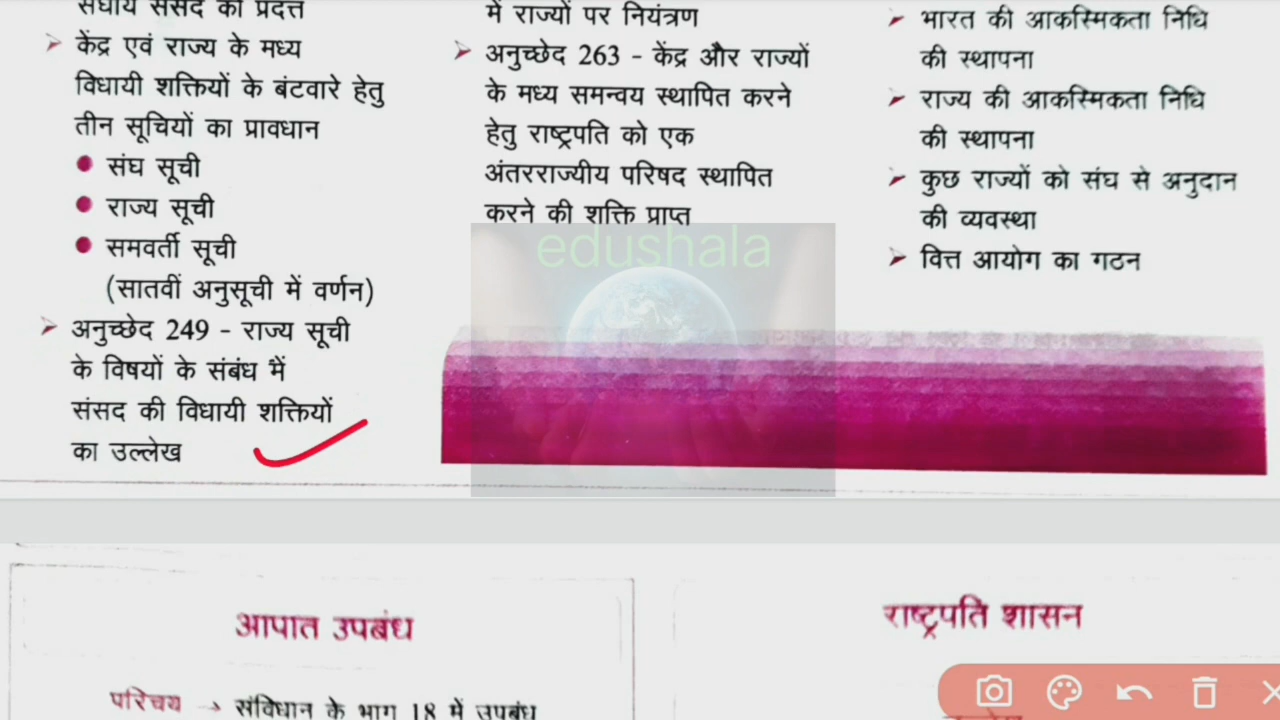 संघीय संसद को प्रदत्त
केंद्र एवं राज्य के मध्य
विधायी शक्तियों के बंटवारे हेतु
तीन सूचियों का प्रावधान
संघ सूची
राज्य सूची
समवर्ती सूची
(सातवीं अनुसूची में वर्णन)
अनुच्छेद 249 - राज्य सूची
के विषयों के संबंध में
संसद की विधायी शक्तियों
का उल्लेख
में राज्यों पर नियंत्रण
अनुच्छेद 263 - केंद्र और राज्यों
के मध्य समन्वय स्थापित करने
हेतु राष्ट्रपति को एक
अंतरराज्यीय परिषद स्थापित
करने की शक्ति प्राप्त
edushala
भारत की आकस्मिकता निधि
की स्थापना
राज्य की आकस्मिकता निधि
की स्थापना
कुछ राज्यों को संघ से अनुदान
की व्यवस्था
वित्त आयोग का गठन
आपात उपबंध
परिचय → संविधान के भाग 18 में उपबंध
राष्ट्रपति शासन